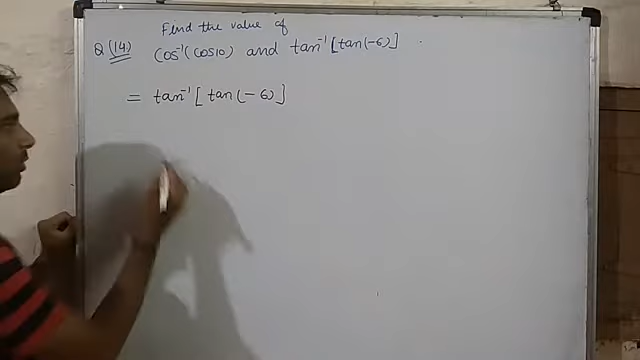 Find the value of
Q (14) cos⁻¹(cos10) and tan⁻¹[tan(-6)]
= tan⁻¹[tan(-6)]